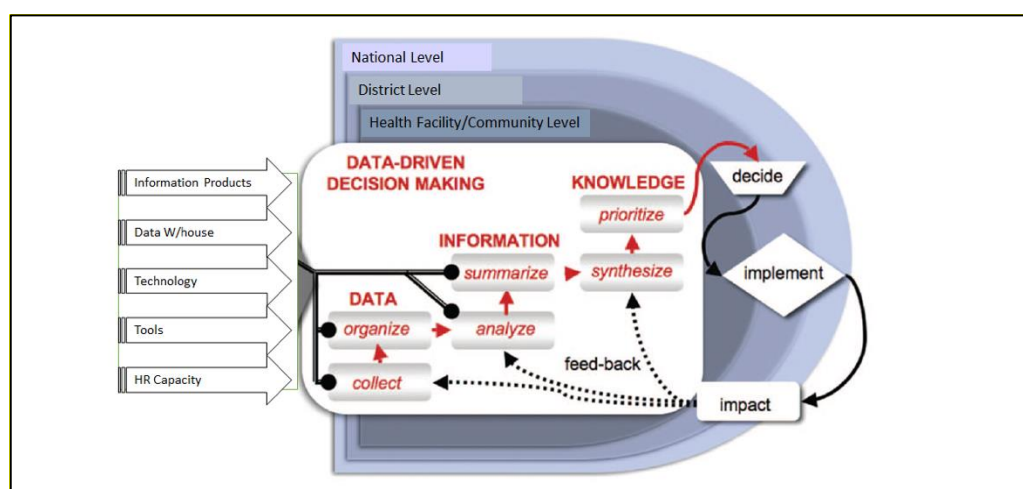 National Level
District Level
Health Facility/Community Level
DATA-DRIVEN
DECISION MAKING
KNOWLEDGE
prioritize
decide
Information Products
Data W/house
Technology
Tools
HR Capacity
INFORMATION
summarize
synthesize
implement
DATA
organize
analyze
collect
feed-back
impact